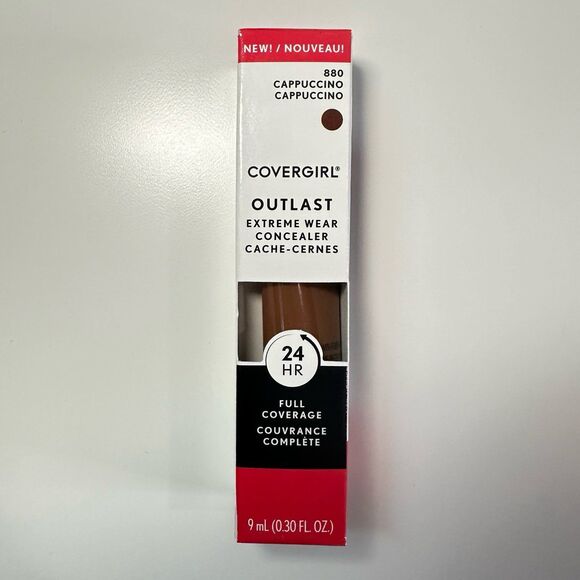 NEW! / NOUVEAU!
880
CAPPUCCINO
CAPPUCCINO
COVERGIRL®
OUTLAST
EXTREME WEAR
CONCEALER
CACHE-CERNES
24
HR
FULL
COVERAGE
COUVRANCE
COMPLÈTE
9 mL (0.30 FL. OZ.)